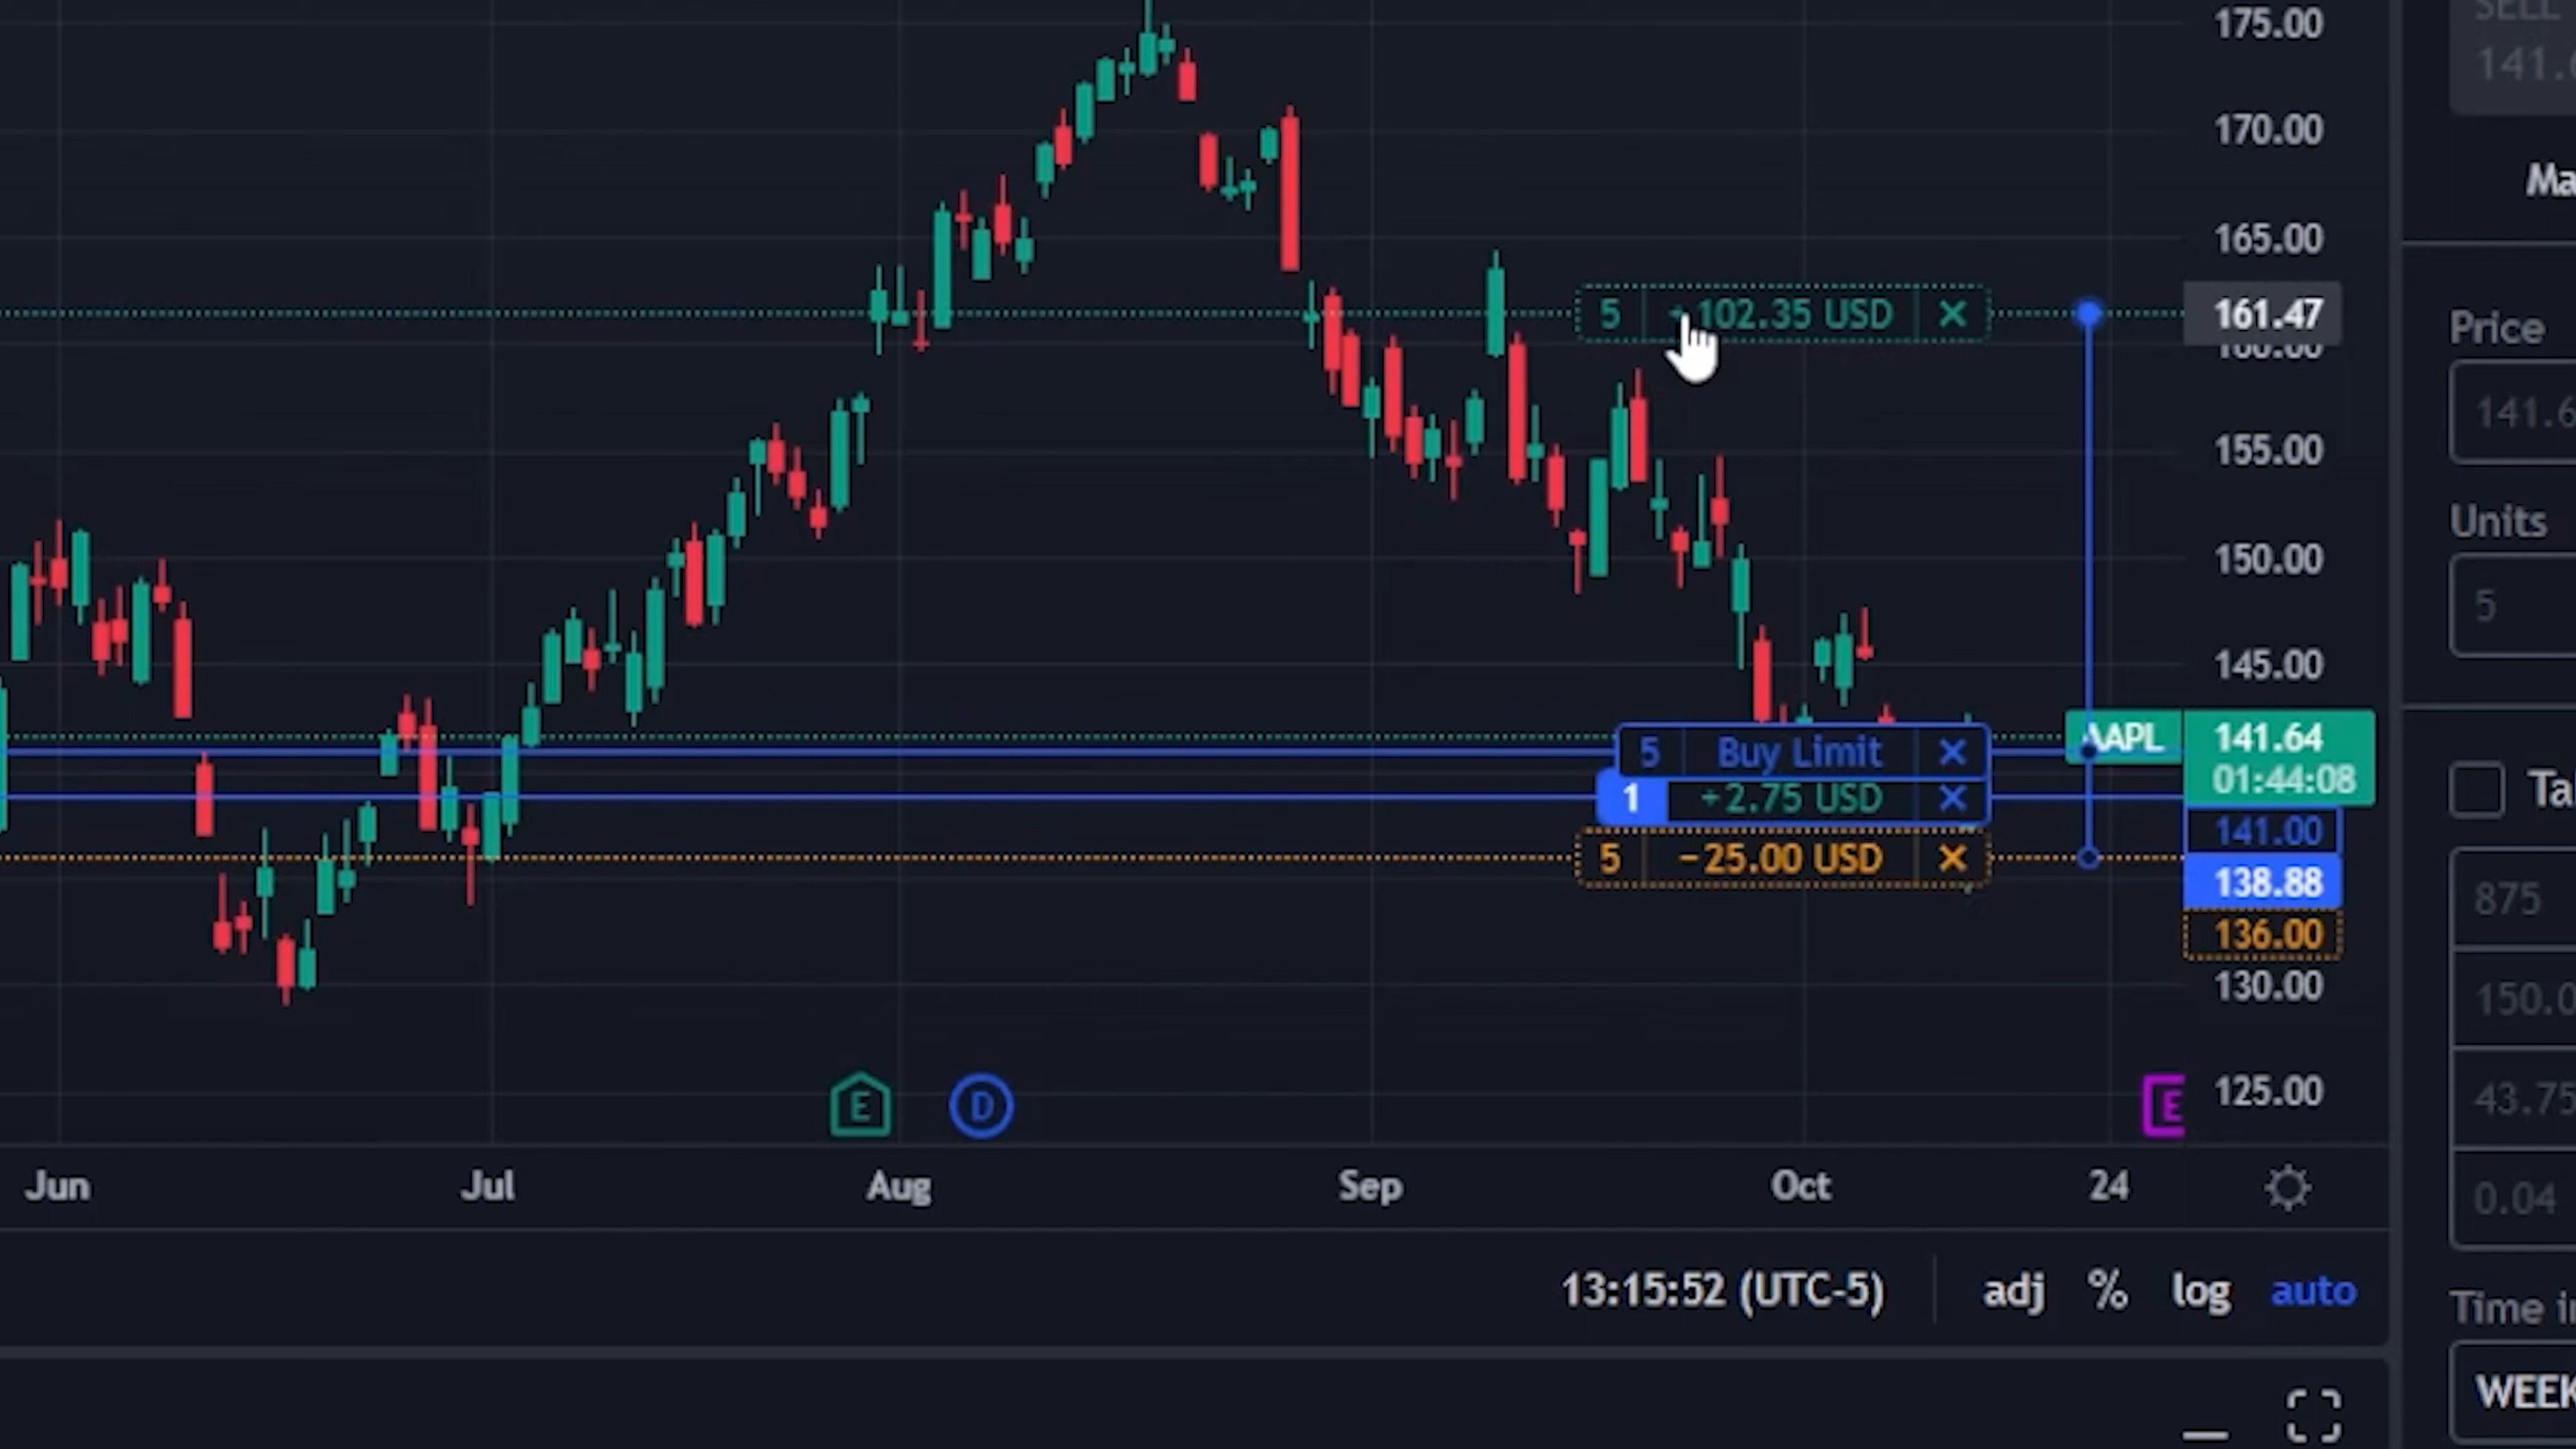 175.00
170.00
165.00
5 102.35 USD ×
161.47
155.00
150.00
145.00
AAPL 141.64
01:44:08
5 Buy Limit ×
1 +2.75 USD ×
141.00
5 −25.00 USD ×
138.88
136.00
130.00
E D E
125.00
Jun Jul Aug Sep Oct 24
13:15:52 (UTC-5) adj % log auto
SELL
Price
Units
5
875
0.04
WEEK